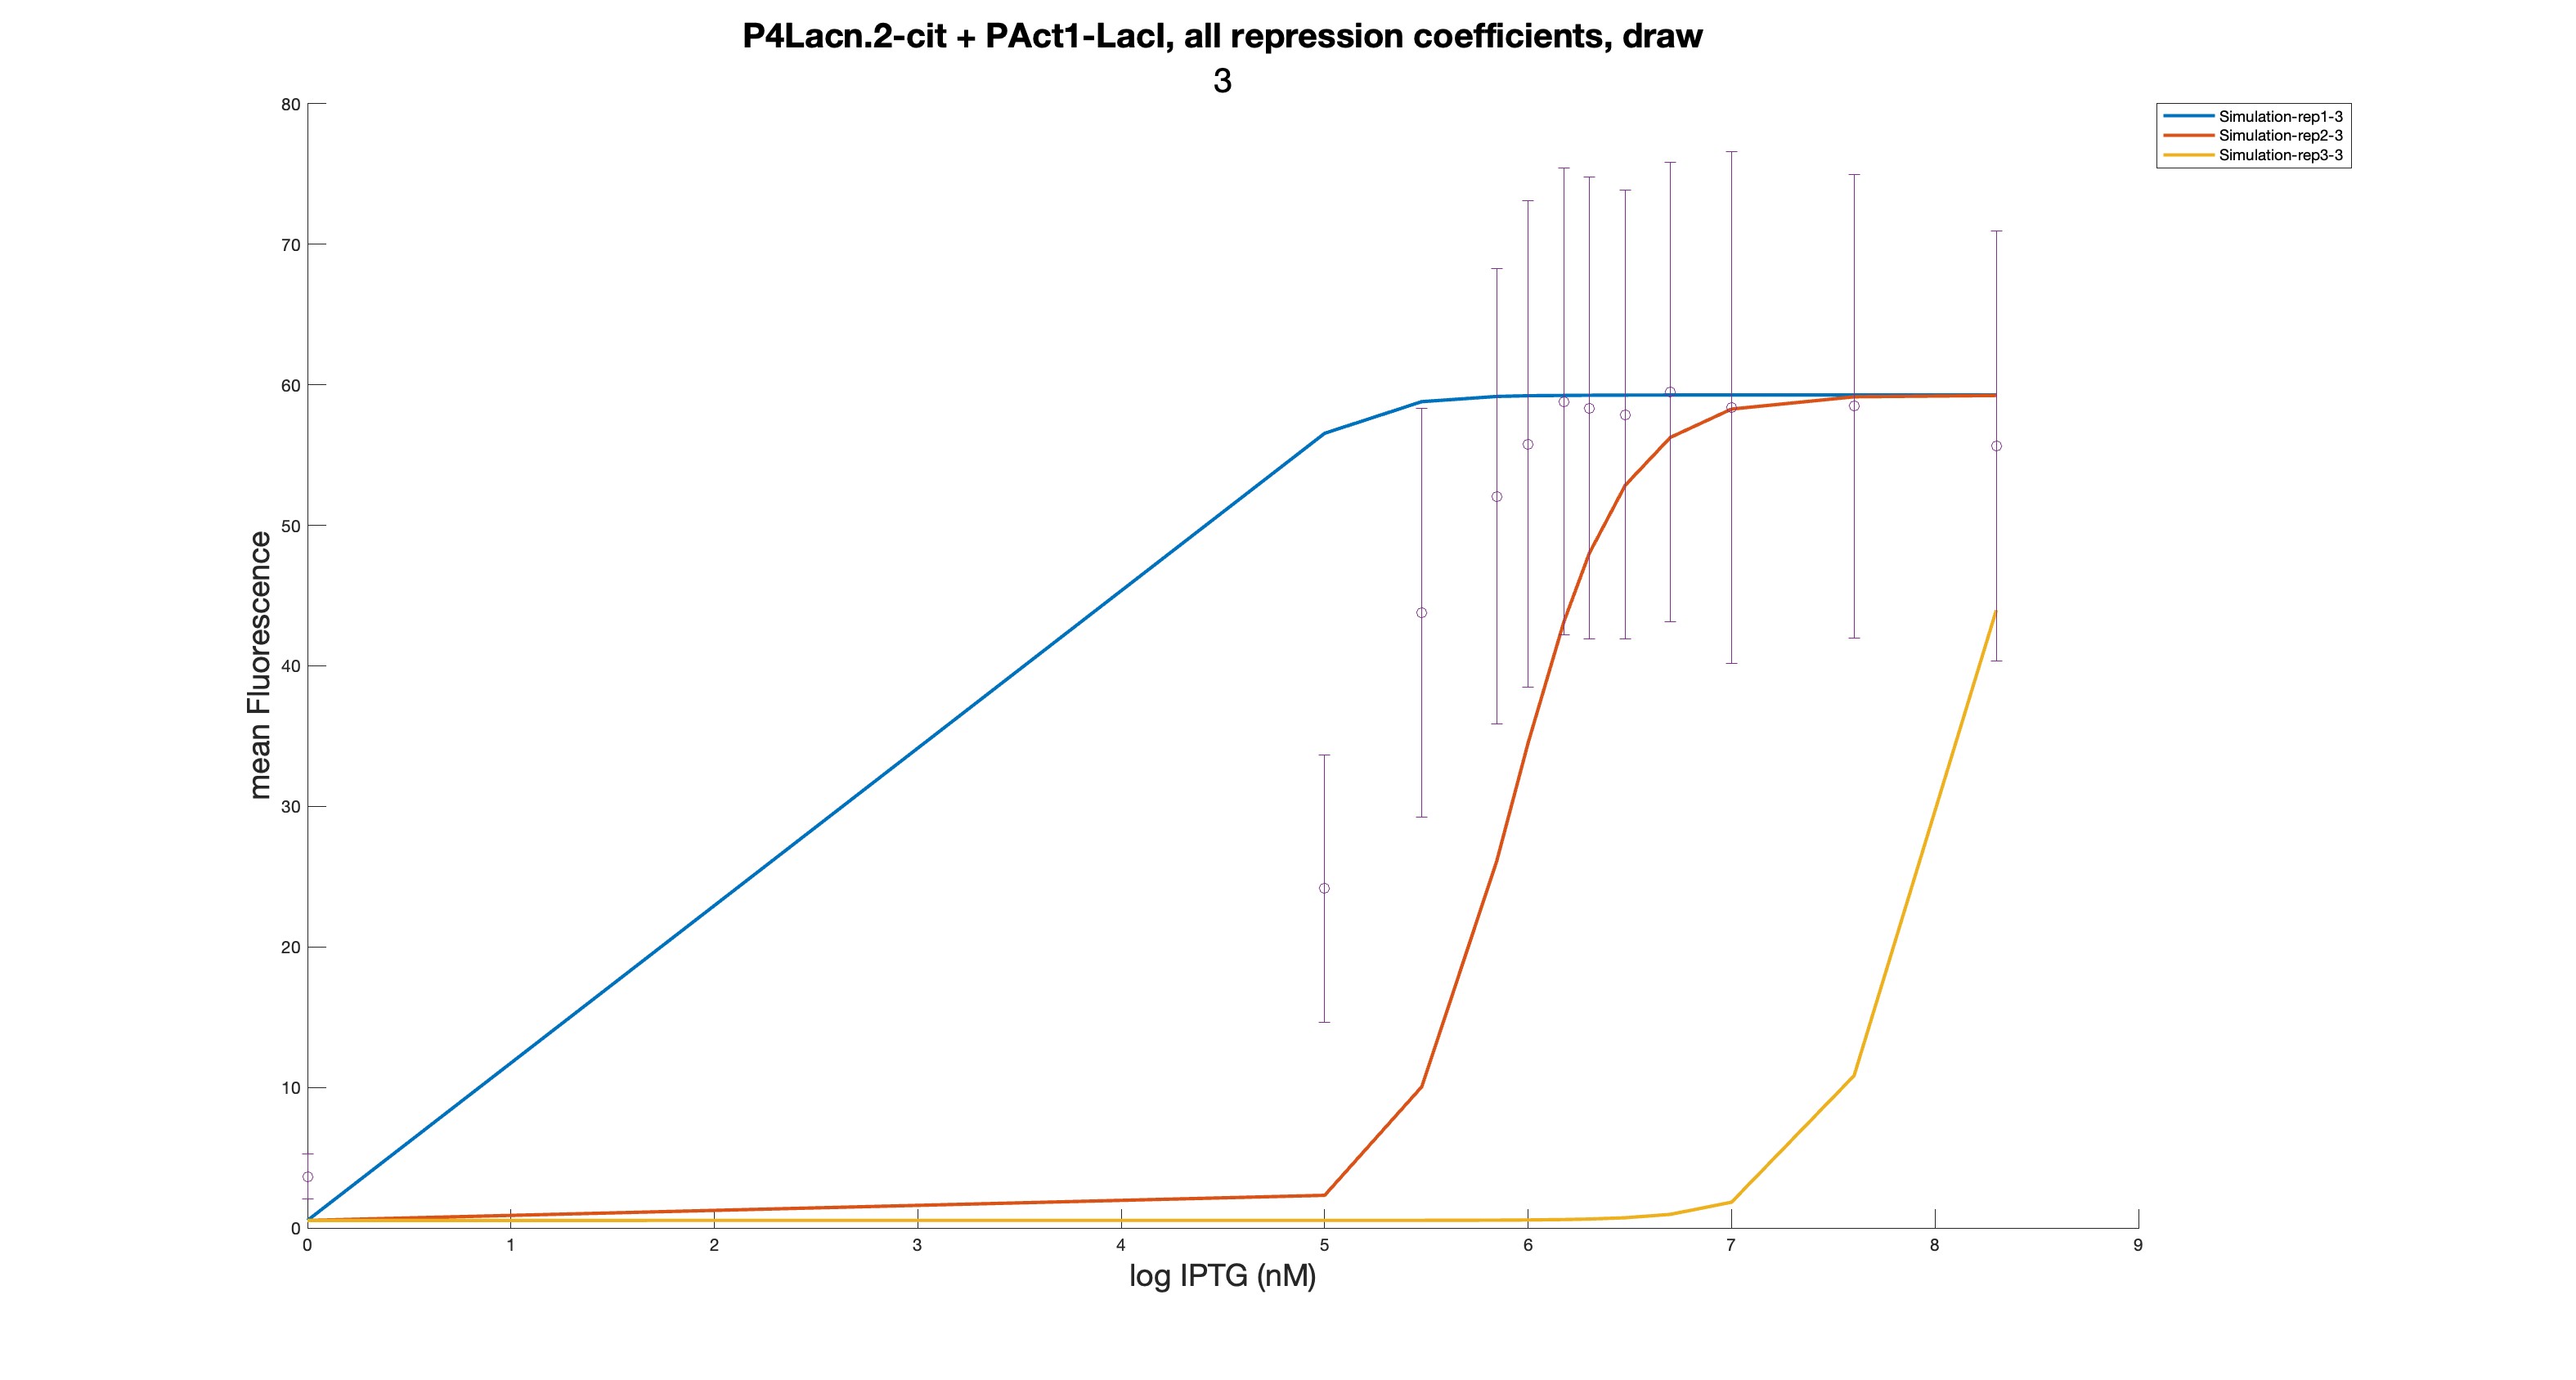 P4Lacn.2-cit + PAct1-LacI, all repression coefficients, draw
3
Simulation-rep1-3
Simulation-rep2-3
Simulation-rep3-3
mean Fluorescence
80
70
60
50
40
30
20
10
0
0 1 2 3 4 5 6 7 8 9
log IPTG (nM)